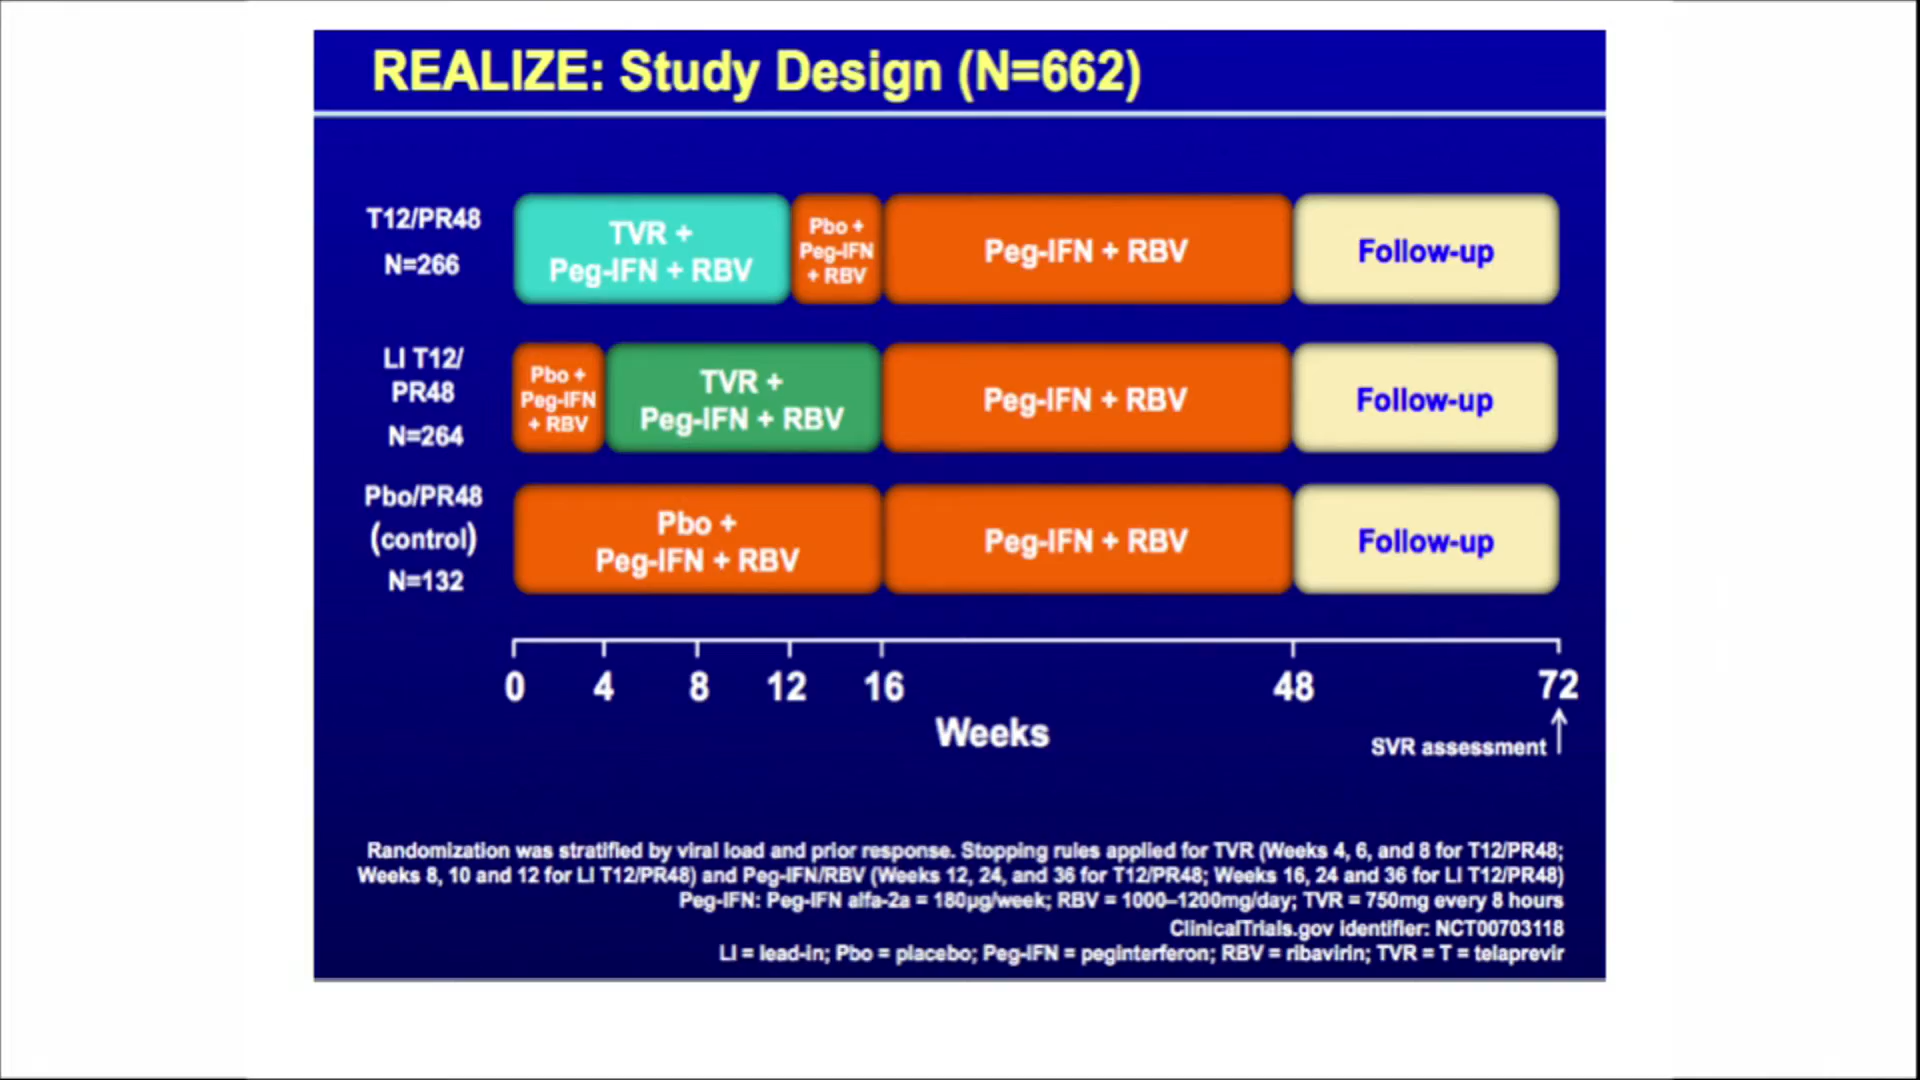 REALIZE: Study Design (N=662)
T12/PR48
N=266
TVR +
Peg-IFN + RBV
Pbo +
Peg-IFN
+ RBV
Peg-IFN + RBV
Follow-up
LI T12/
PR48
N=264
Pbo +
Peg-IFN
+ RBV
TVR +
Peg-IFN + RBV
Peg-IFN + RBV
Follow-up
Pbo/PR48
(control)
N=132
Pbo +
Peg-IFN + RBV
Peg-IFN + RBV
Follow-up
0 4 8 12 16 48 72
Weeks
SVR assessment
Randomization was stratified by viral load and prior response. Stopping rules applied for TVR (Weeks 4, 6, and 8 for T12/PR48;
Weeks 8, 10 and 12 for LI T12/PR48) and Peg-IFN/RBV (Weeks 12, 24, and 36 for T12/PR48; Weeks 16, 24 and 36 for LI T12/PR48)
Peg-IFN: Peg-IFN alfa-2a = 180µg/week; RBV = 1000–1200mg/day; TVR = 750mg every 8 hours
ClinicalTrials.gov identifier: NCT00703118
LI = lead-in; Pbo = placebo; Peg-IFN = peginterferon; RBV = ribavirin; TVR = T = telaprevir